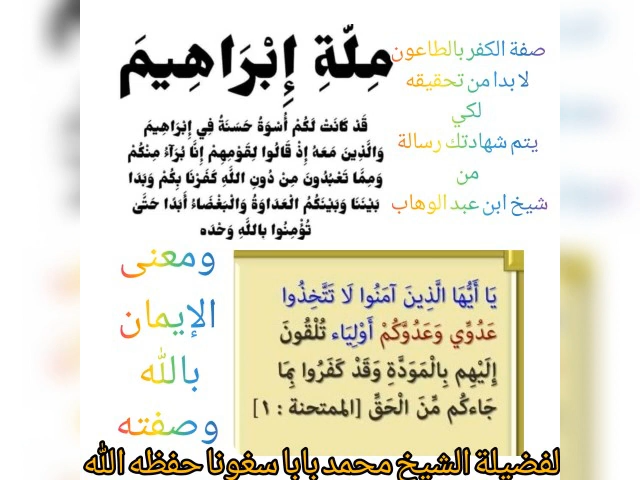 ملّةِ إِبْرَاهِيمَ
قَدْ كَانَتْ لَكُمْ أُسْوَةٌ حَسَنَةٌ فِي إِبْرَاهِيمَ
وَالَّذِينَ مَعَهُ إِذْ قَالُوا لِقَوْمِهِمْ إِنَّا بُرَآءُ مِنْكُمْ
وَمِمَّا تَعْبُدُونَ مِنْ دُونِ اللَّهِ كَفَرْنَا بِكُمْ وَبَدَا
بَيْنَنَا وَبَيْنَكُمُ الْعَدَاوَةُ وَالْبَغْضَاءُ أَبَدًا حَتَّىٰ
تُؤْمِنُوا بِاللَّهِ وَحْدَه
صفة الكفر بالطاعون
لا بدا من تحقيقه
لكي
يتم شهادتك رسالة
من
شيخ ابن عبد الوهاب
ومعنى
الإيمان
بالله
وصفته
يَا أَيُّهَا الَّذِينَ آمَنُوا لَا تَتَّخِذُوا
عَدُوِّي وَعَدُوَّكُمْ أَوْلِيَاء تُلْقُونَ
إِلَيْهِم بِالْمَوَدَّةِ وَقَدْ كَفَرُوا بِمَا
جَاءكُم مِّنَ الْحَقِّ [الممتحنة : ١]
لفضيلة الشيخ محمد بابا سغونا حفظه الله